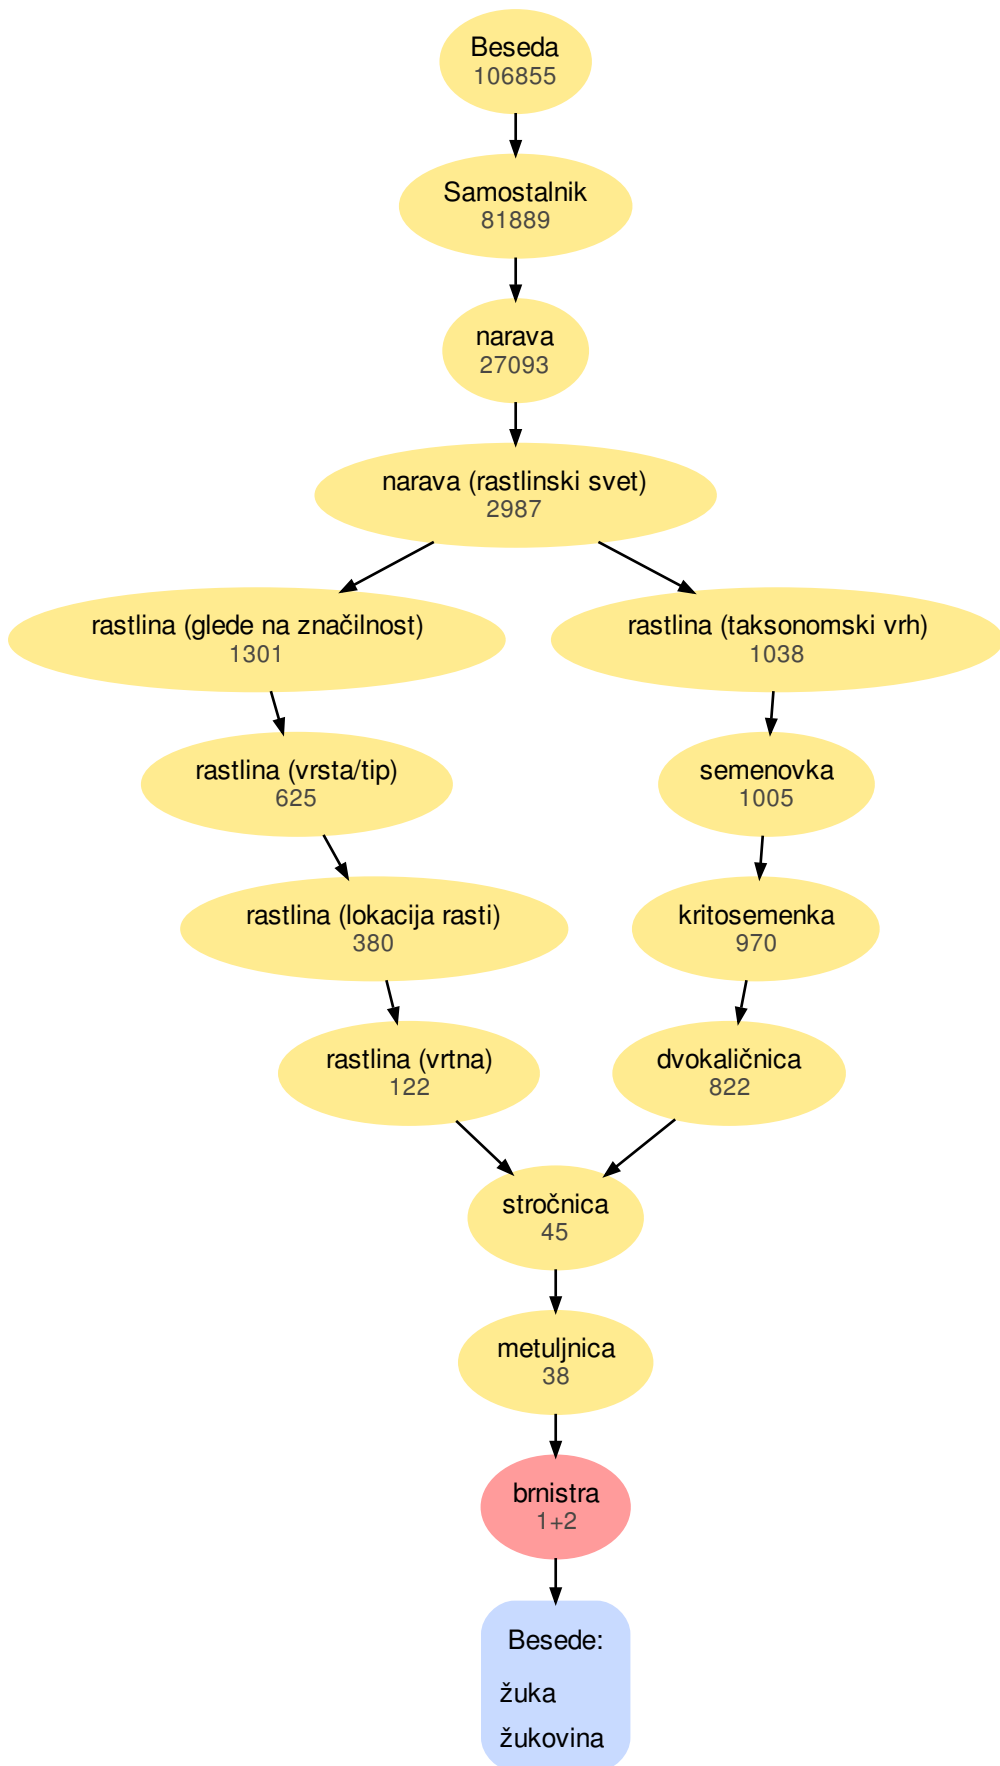 Beseda
106855
Samostalnik
81889
narava
27093
narava (rastlinski svet)
2987
rastlina (glede na značilnost)
1301
rastlina (taksonomski vrh)
1038
rastlina (vrsta/tip)
625
semenovka
1005
rastlina (lokacija rasti)
380
kritosemenka
970
rastlina (vrtna)
122
dvokaličnica
822
stročnica
45
metuljnica
38
brnistra
1+2
Besede:
žuka
žukovina